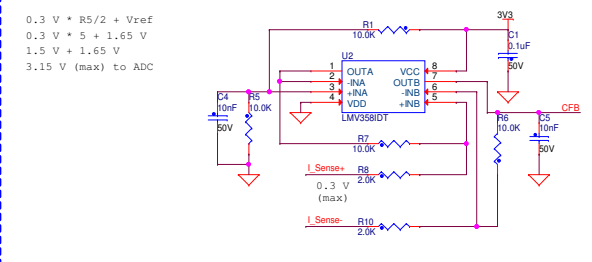 0.3 V * R5/2 + Vref
0.3 V * 5 + 1.65 V
1.5 V + 1.65 V
3.15 V (max) to ADC
3V3
R1
10.0K
C1
0.1uF
50V
U2
1 OUTA VCC 8
2 -INA OUTB 7
3 +INA -INB 6
4 VDD +INB 5
LMV358IDT
C4
10nF
50V
R5
10.0K
CFB
R6
10.0K
C5
10nF
50V
R7
10.0K
I_Sense+
R8
2.0K
0.3 V
(max)
I_Sense-
R10
2.0K